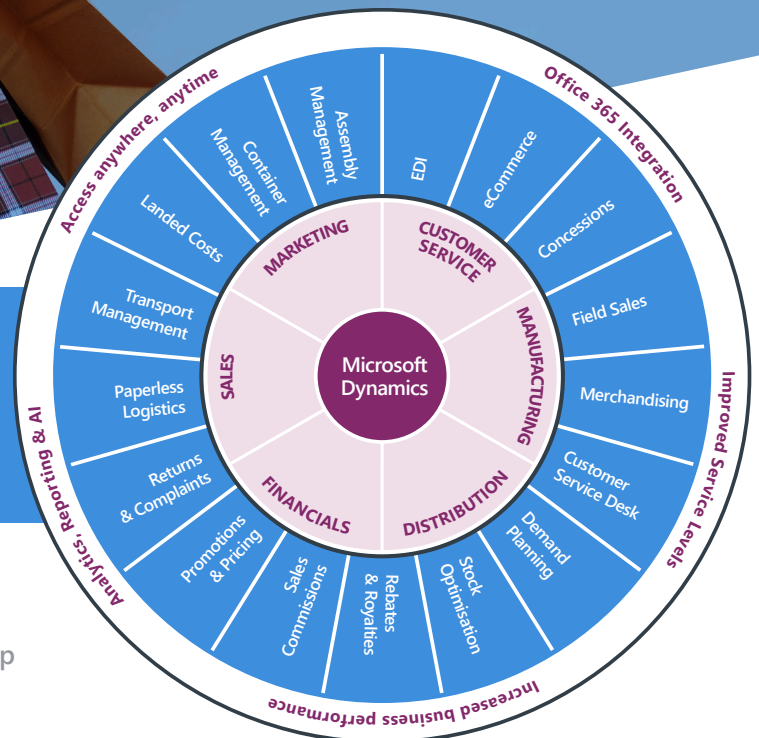 Access anywhere, anytime
Office 365 Integration
Improved Service Levels
Increased business performance
Analytics, Reporting & AI
Assembly
Management
EDI
eCommerce
Concessions
Field Sales
Merchandising
Customer
Service Desk
Demand
Planning
Stock
Optimisation
Rebates
& Royalties
Sales
Commissions
Promotions
& Pricing
Returns
& Complaints
Paperless
Logistics
Transport
Management
Landed Costs
Container
Management
MARKETING
CUSTOMER
SERVICE
MANUFACTURING
DISTRIBUTION
FINANCIALS
SALES
Microsoft
Dynamics
p